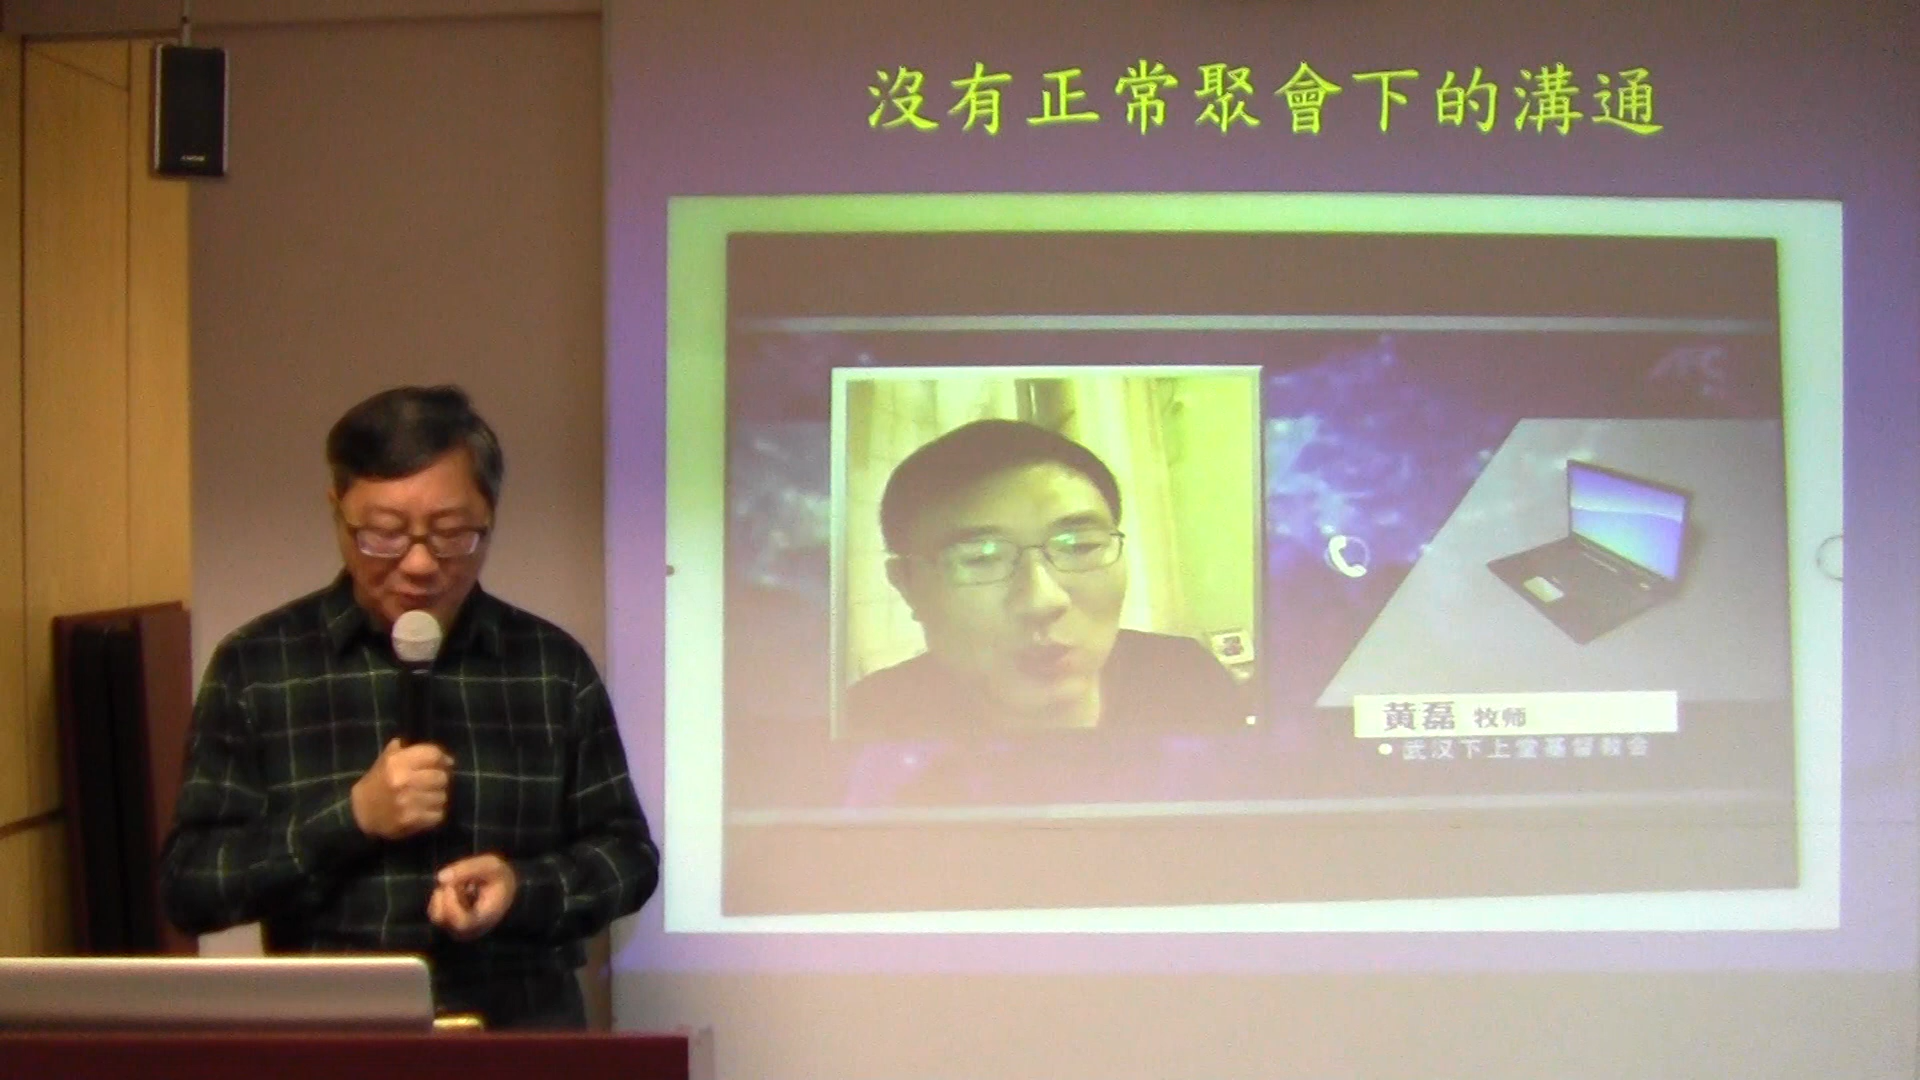 沒有正常聚會下的溝通
黃磊 牧师
武汉下上堂基督教会